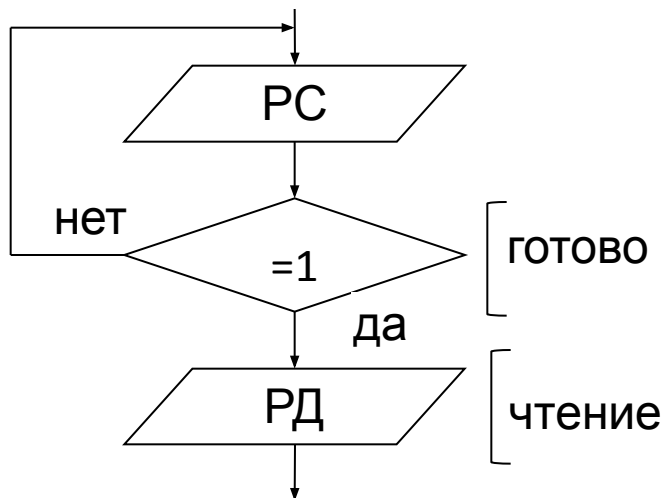 РС
нет
=1
готово
да
РД
чтение